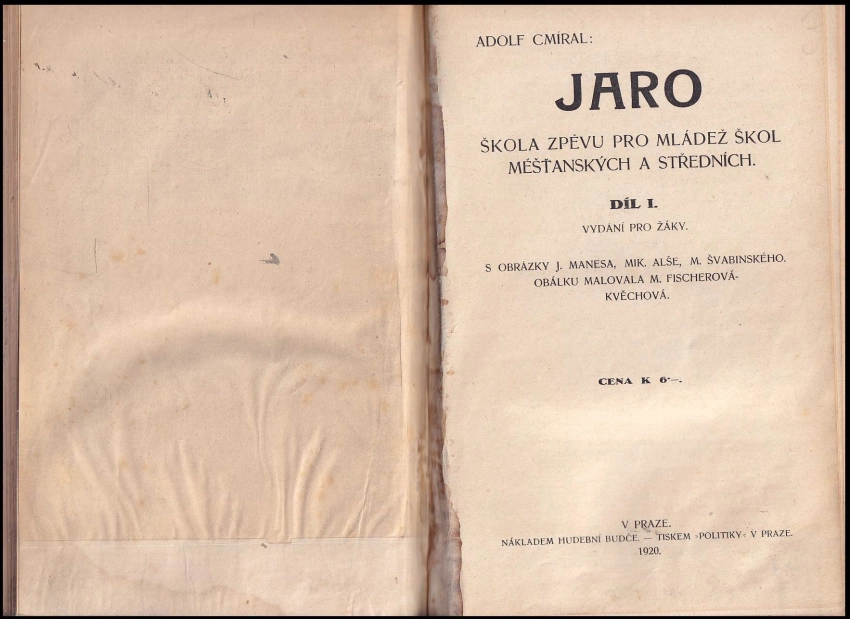 ADOLF CMÍRAL:
JARO
ŠKOLA ZPĚVU PRO MLÁDEŽ ŠKOL
MĚŠŤANSKÝCH A STŘEDNÍCH.
DÍL I.
VYDÁNÍ PRO ŽÁKY.
S OBRÁZKY J. MANESA, MIK. ALŠE, M. ŠVABINSKÉHO.
OBÁLKU MALOVALA M. FISCHEROVÁ-
KVĚCHOVÁ.
CENA K 6·—.
V PRAZE.
NÁKLADEM HUDEBNÍ BUDČE. — TISKEM »POLITIKY« V PRAZE.
1920.